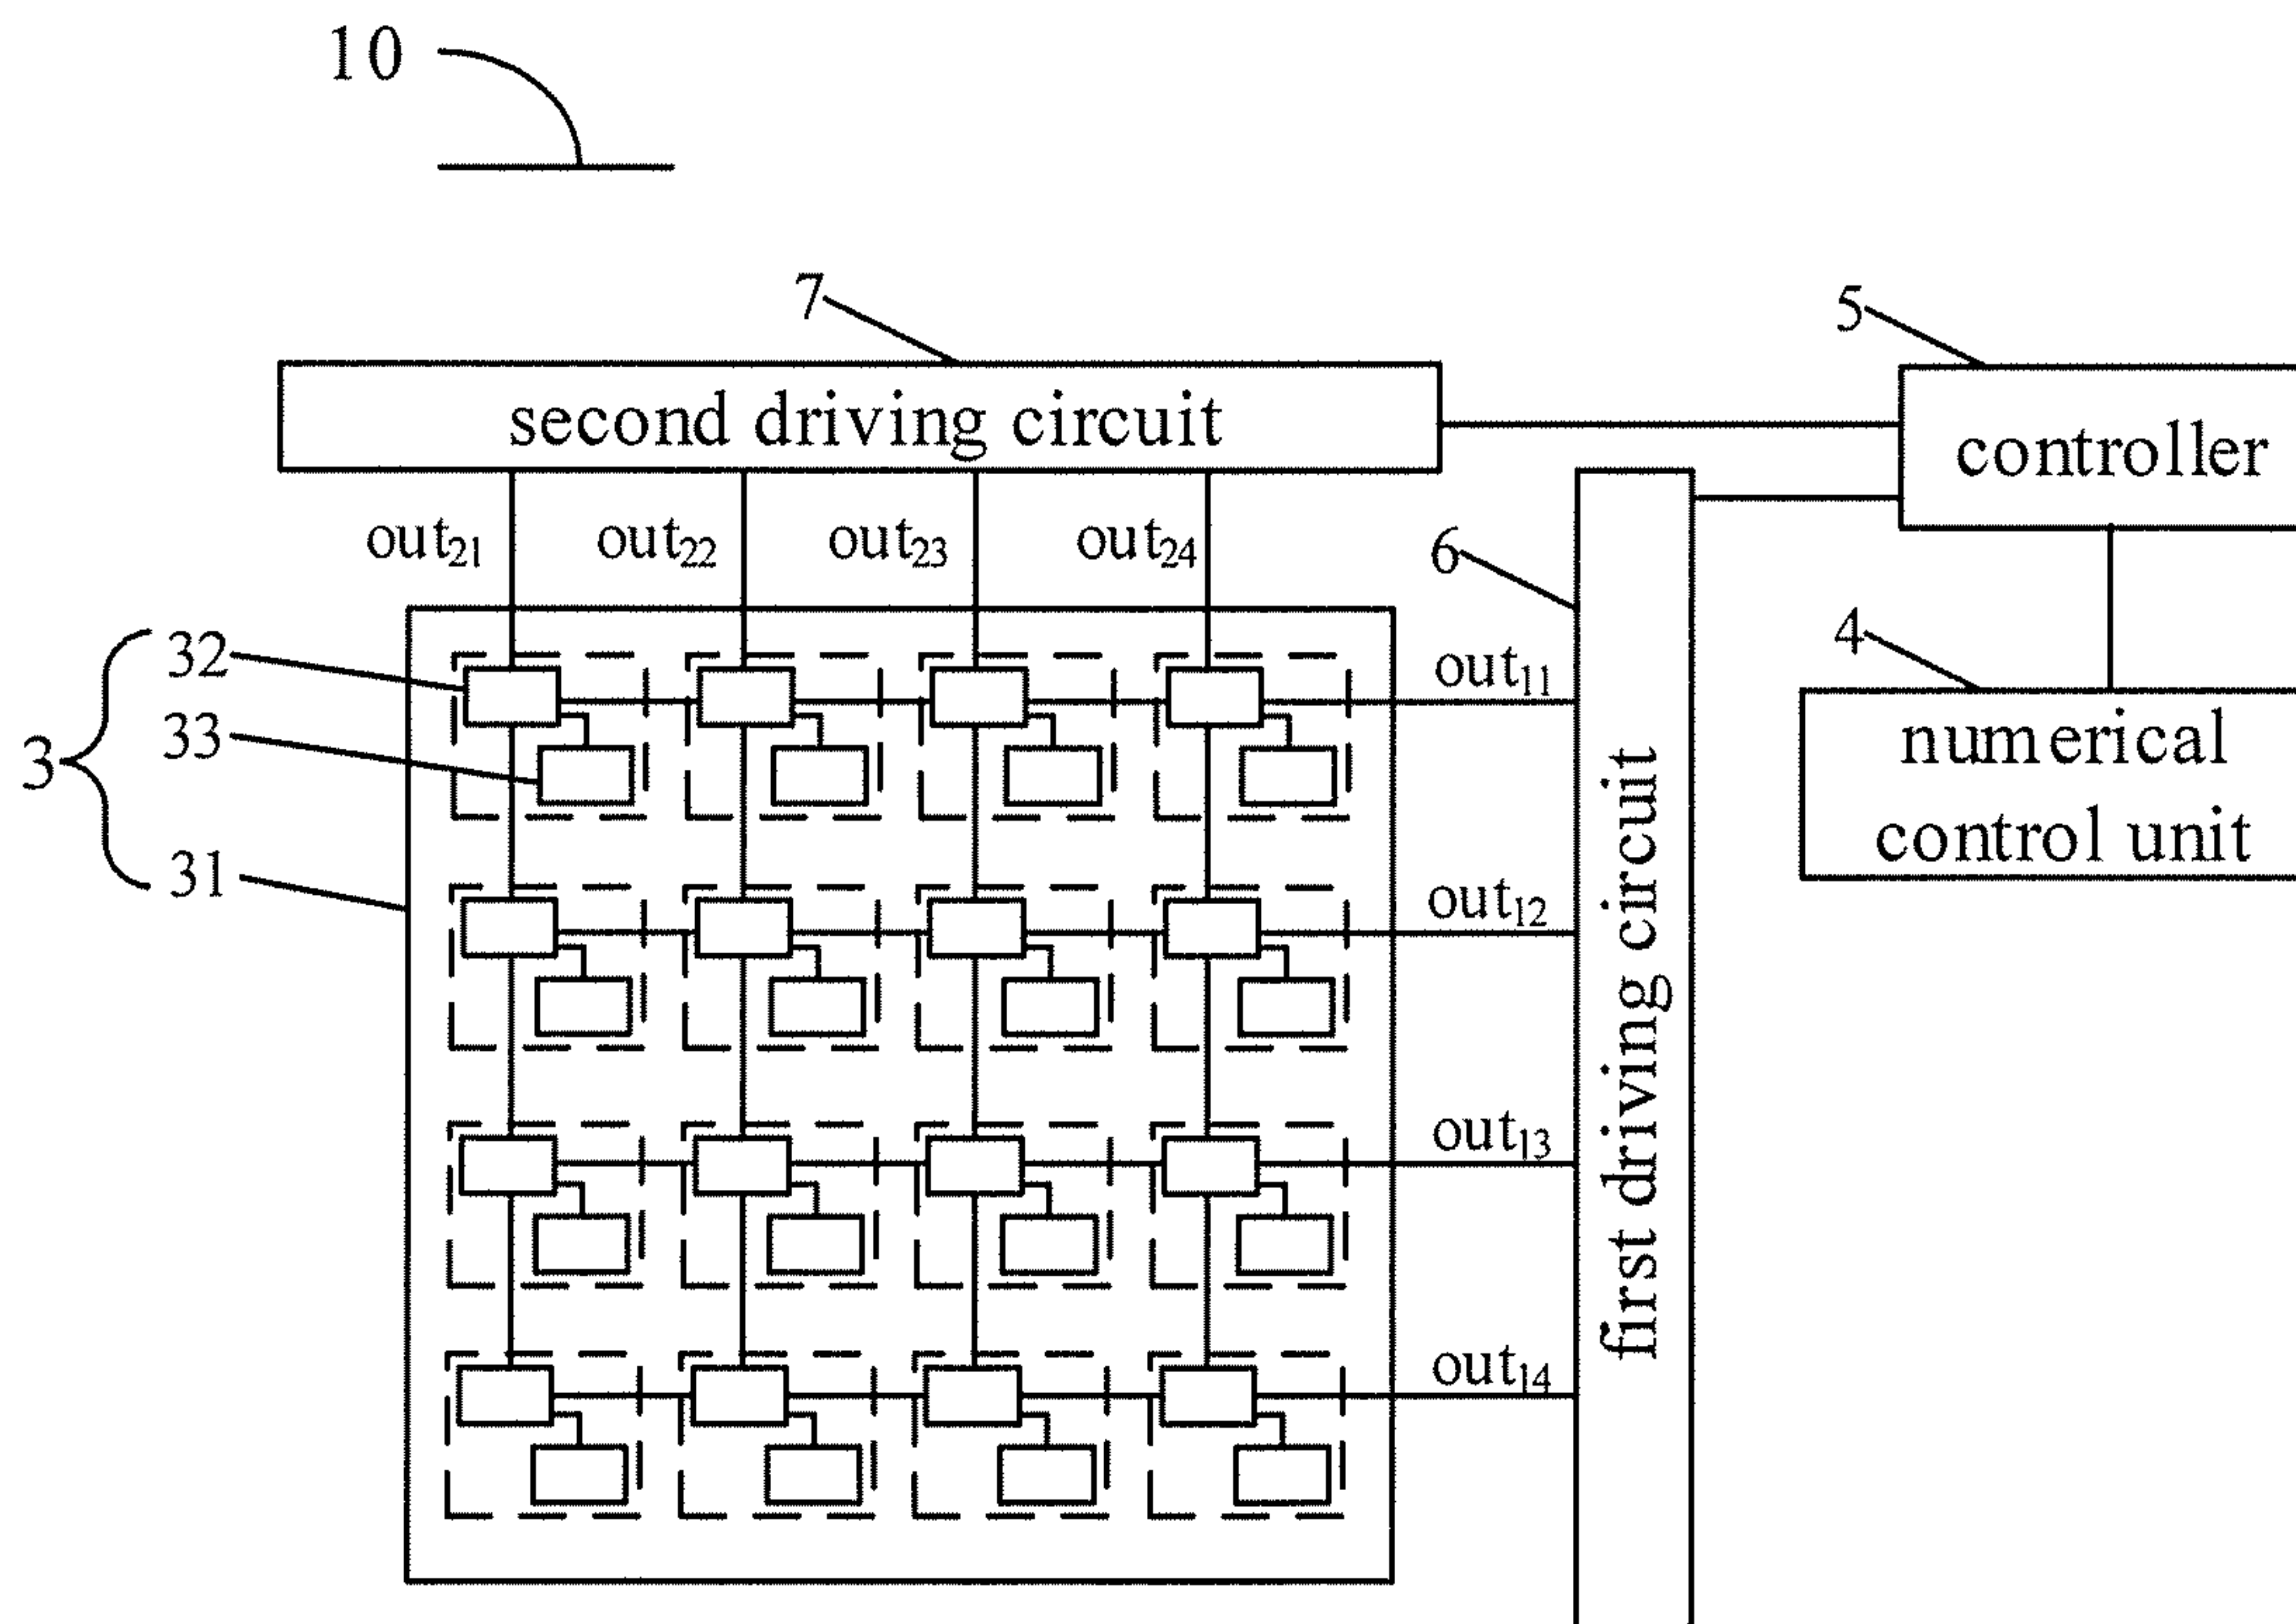 10
7
5
second driving circuit
controller
out21 out22 out23 out24
6
4
32
33
3
31
out11
numerical
control unit
out12
first driving circuit
out13
out14